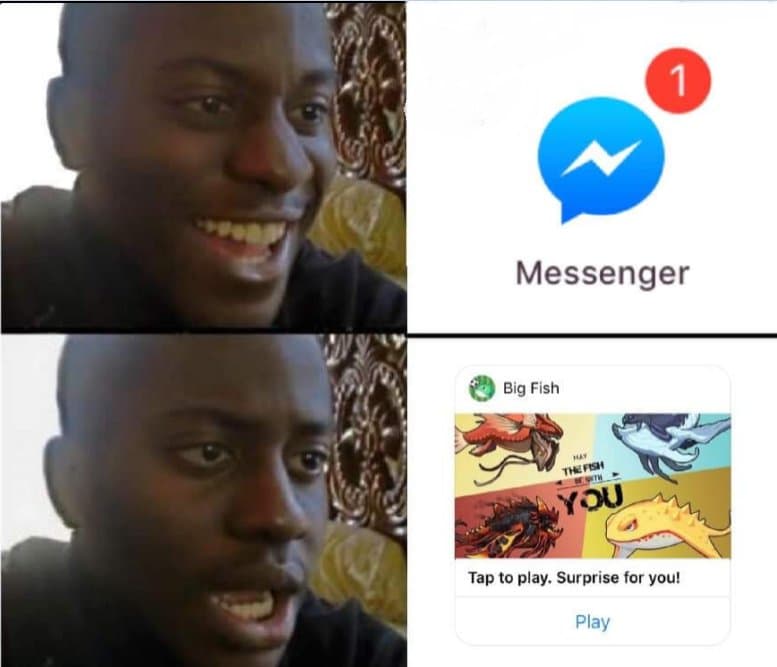 1
Messenger
Big Fish
MAY
THE FISH
BE WITH
YOU
Tap to play. Surprise for you!
Play